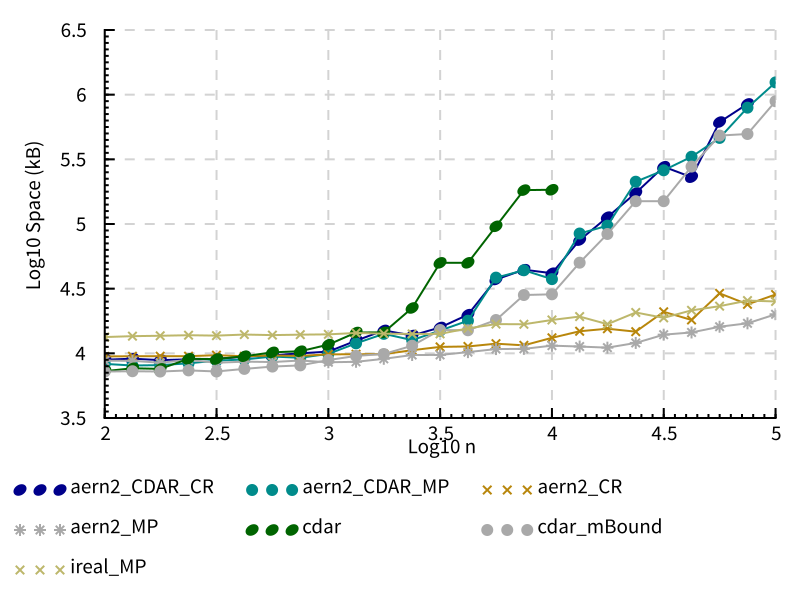 6.5
6
5.5
5
4.5
4
3.5
Log10 Space (kB)
2 2.5 3 3.5 4 4.5 5
Log10 n
aern2_CDAR_CR aern2_CDAR_MP aern2_CR
aern2_MP cdar cdar_mBound
ireal_MP